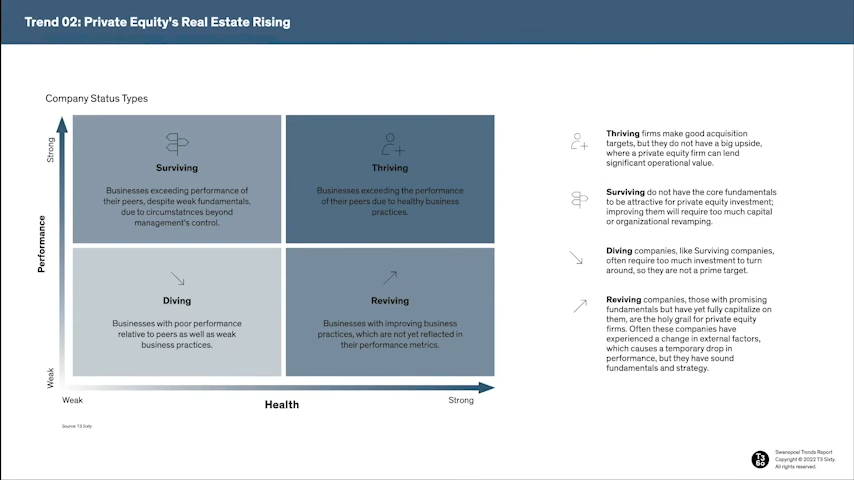 Trend 02: Private Equity's Real Estate Rising
Company Status Types
Strong
Performance
Weak
Surviving
Businesses exceeding performance of
their peers, despite weak fundamentals,
due to circumstatnces beyond
management's control.
Thriving
Businesses exceeding the performance
of their peers due to healthy business
practices.
Diving
Businesses with poor performance
relative to peers as well as weak
business practices.
Reviving
Businesses with improving business
practices, which are not yet reflected in
their performance metrics.
Weak
Health
Strong
Source: T3 Sixty
Thriving firms make good acquisition
targets, but they do not have a big upside,
where a private equity firm can lend
significant operational value.
Surviving do not have the core fundamentals
to be attractive for private equity investment;
improving them will require too much capital
or organizational revamping.
Diving companies, like Surviving companies,
often require too much investment to turn
around, so they are not a prime target.
Reviving companies, those with promising
fundamentals but have yet fully capitalize on
them, are the holy grail for private equity
firms. Often these companies have
experienced a change in external factors,
which causes a temporary drop in
performance, but they have sound
fundamentals and strategy.
T3
60
Swanepoel Trends Report
Copyright © 2022 T3 Sixty.
All rights reserved.